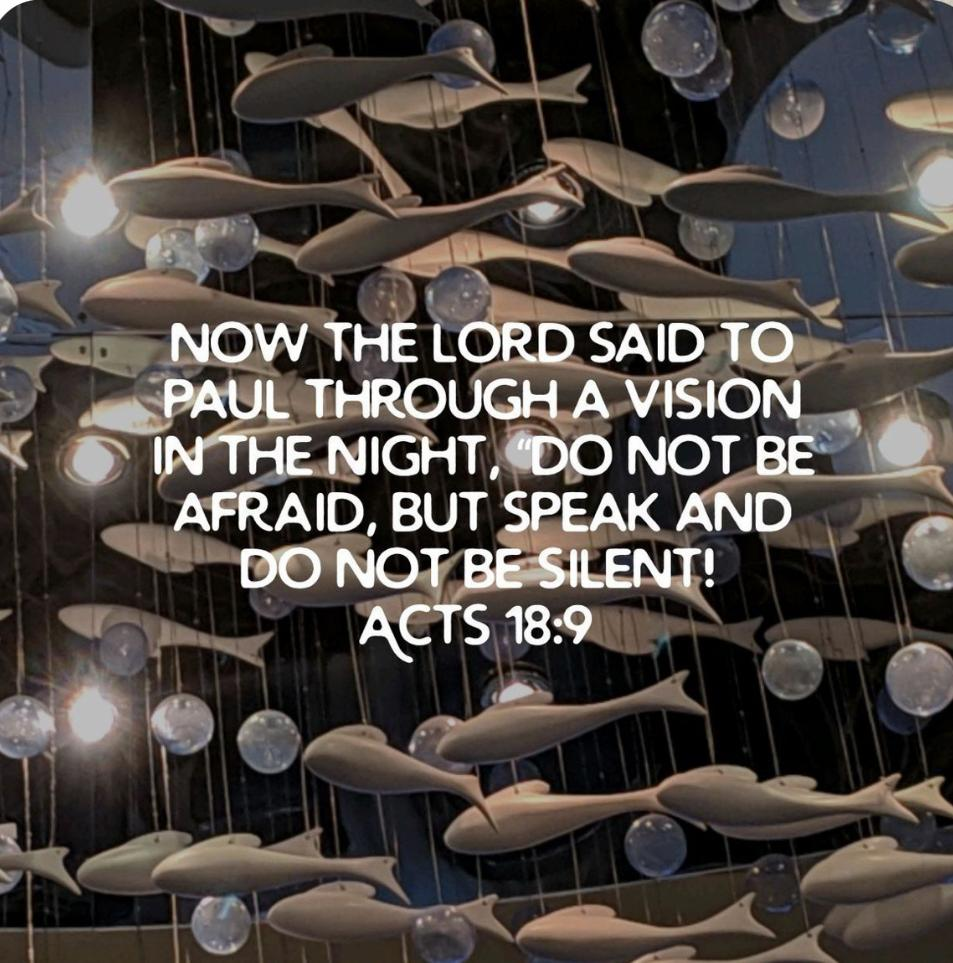 NOW THE LORD SAID TO
PAUL THROUGH A VISION
IN THE NIGHT, “DO NOT BE
AFRAID, BUT SPEAK AND
DO NOT BE SILENT!
ACTS 18:9